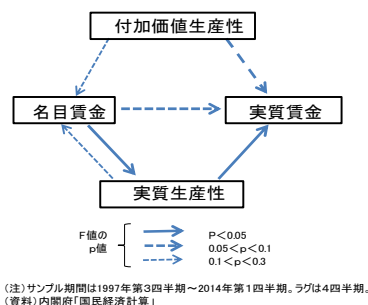 付加価値生産性
名目賃金
実質賃金
実質生産性
F値の
p値
P＜0.05
0.05＜p＜0.1
0.1＜p＜0.3
(注)サンプル期間は1997年第3四半期～2014年第1四半期。ラグは4四半期。
(資料)内閣府「国民経済計算」